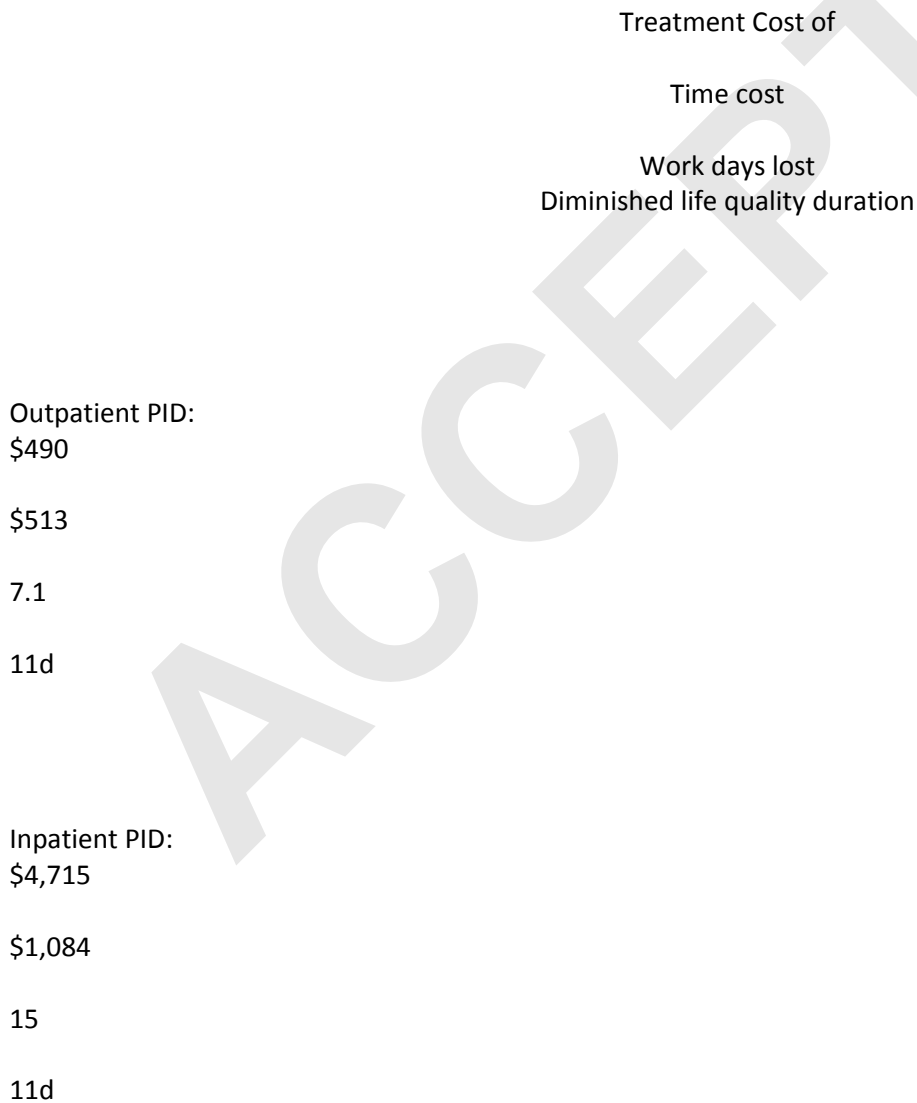 Treatment Cost of
Time cost
Work days lost
Diminished life quality duration
Outpatient PID:
$490
$513
7.1
11d
Inpatient PID:
$4,715
$1,084
15
11d
ACCEPT